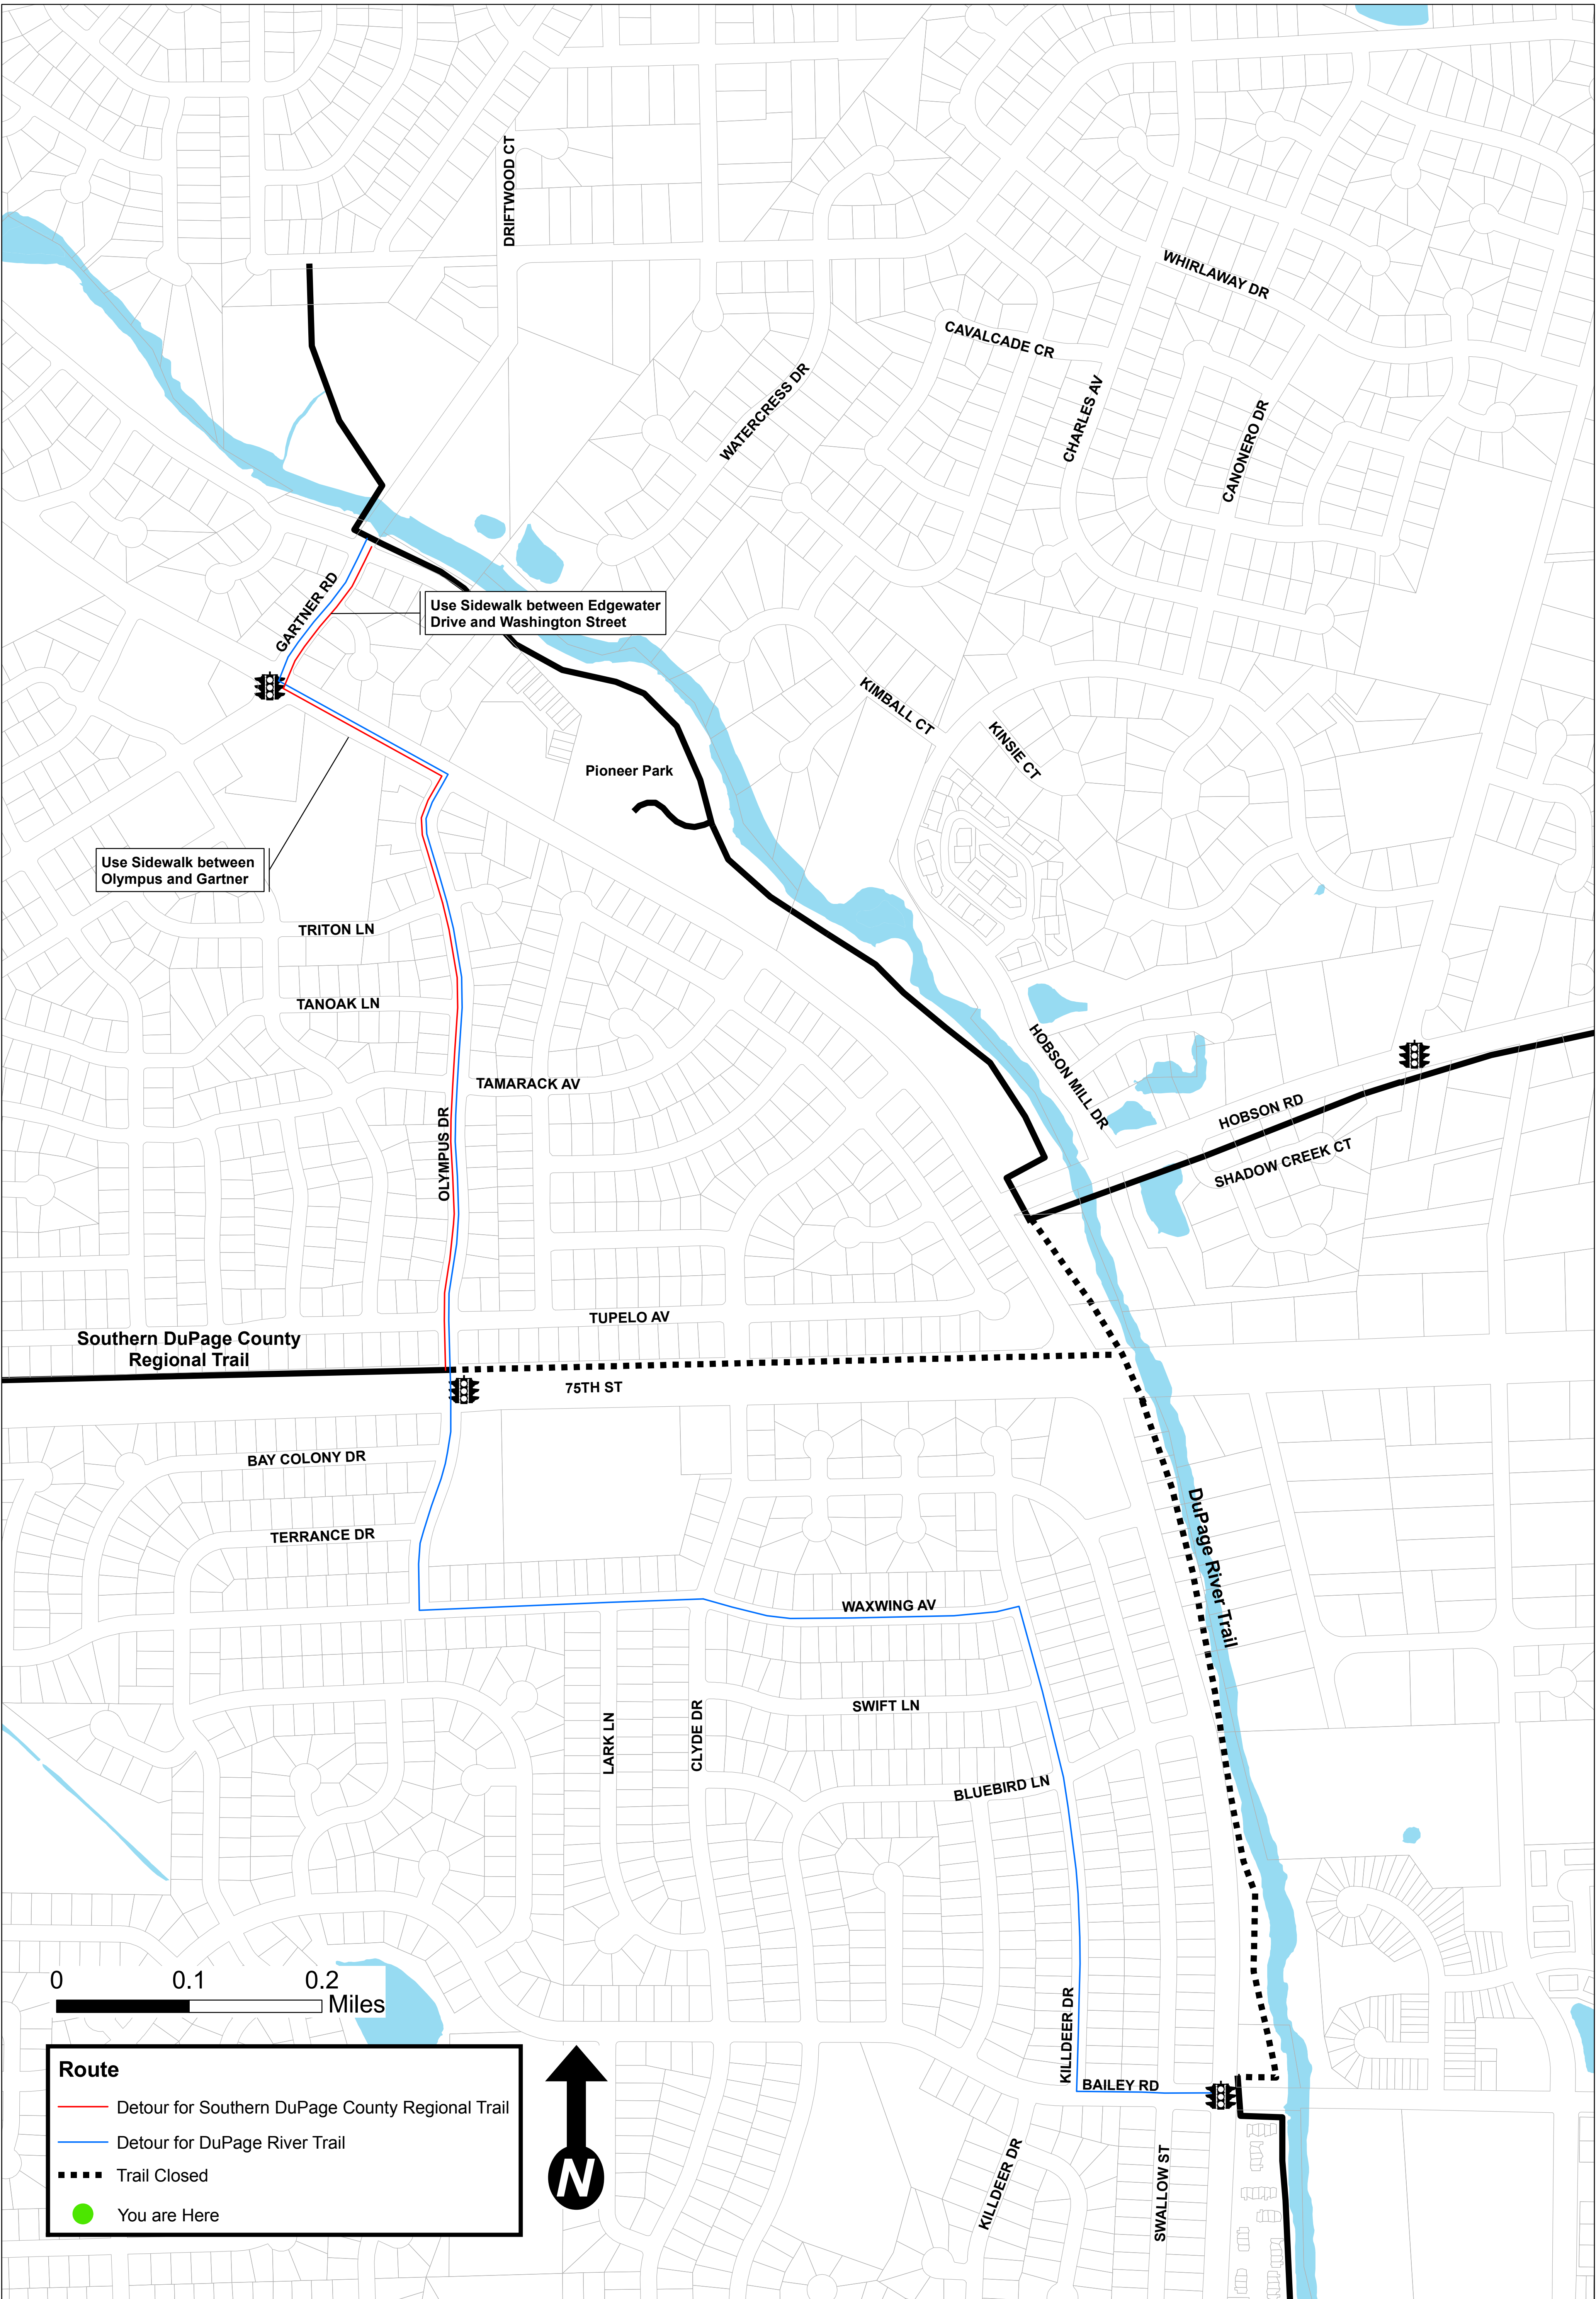 DRIFTWOOD CT
WHIRLAWAY DR
CAVALCADE CR
WATERCRESS DR
CHARLES AV
CANONERO DR
GARTNER RD
Use Sidewalk between Edgewater
Drive and Washington Street
KIMBALL CT
KINSIE CT
Pioneer Park
Use Sidewalk between
Olympus and Gartner
TRITON LN
TANOAK LN
HOBSON MILL DR
TAMARACK AV
OLYMPUS DR
HOBSON RD
SHADOW CREEK CT
TUPELO AV
Southern DuPage County
Regional Trail
75TH ST
BAY COLONY DR
TERRANCE DR
DuPage River Trail
WAXWING AV
SWIFT LN
LARK LN
CLYDE DR
BLUEBIRD LN
KILLDEER DR
BAILEY RD
KILLDEER DR
SWALLOW ST
0 0.1 0.2
Miles
Route
Detour for Southern DuPage County Regional Trail
Detour for DuPage River Trail
Trail Closed
You are Here
N